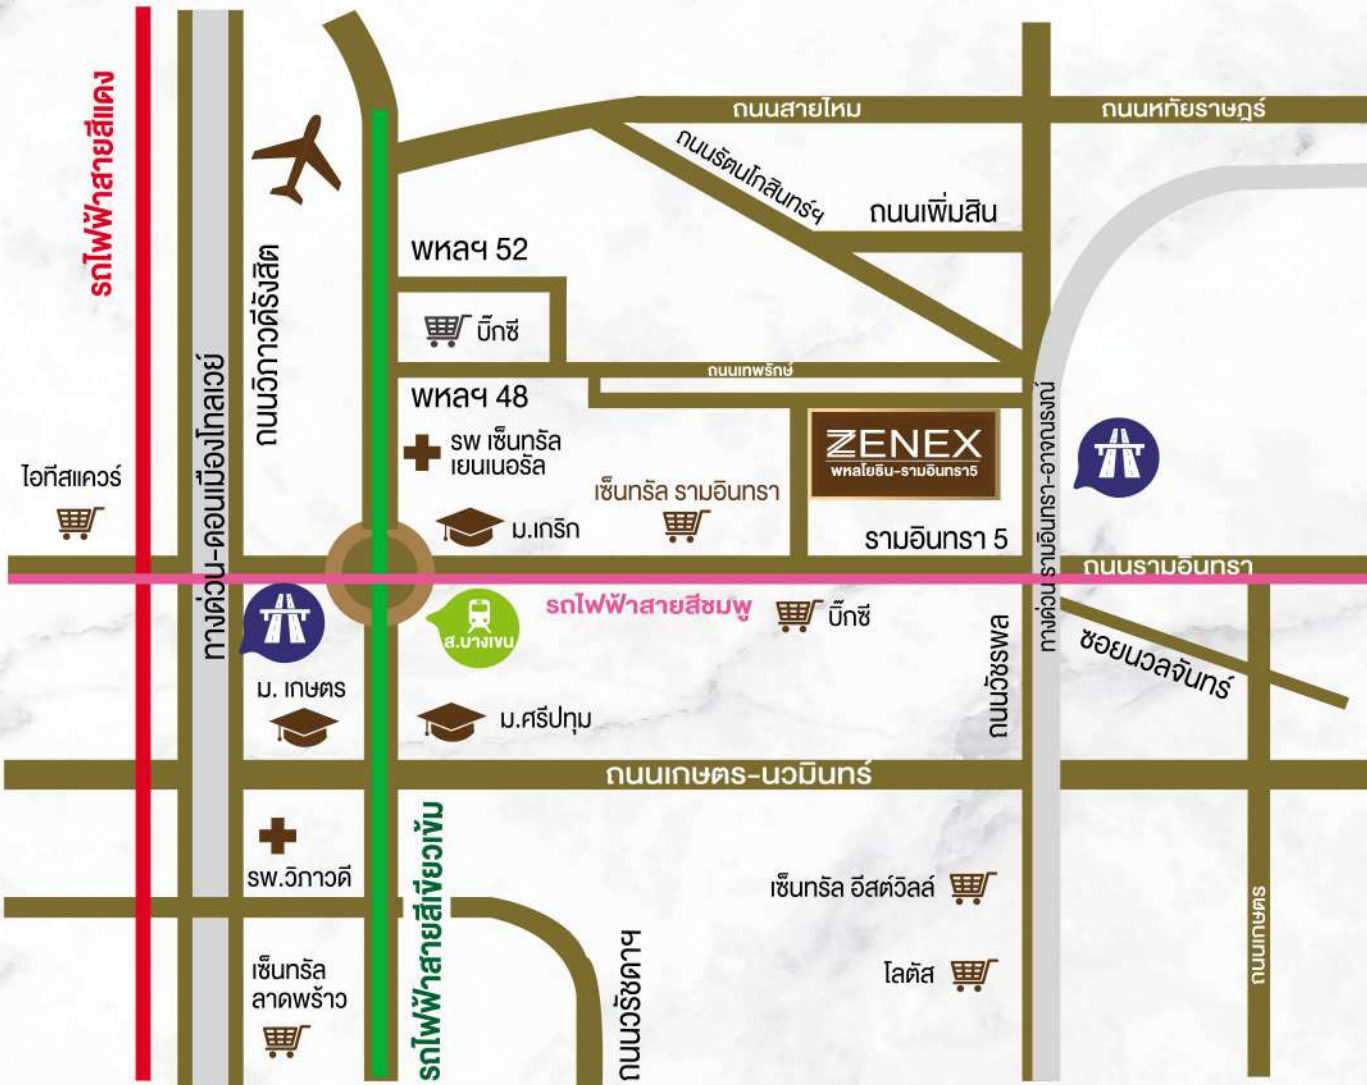 รถไฟฟ้าสายสีแดง
ถนนวิภาวดีรังสิต
ทางด่วน-ดอนเมืองโทลเวย์
ถนนสายไหม
ถนนหทัยราษฎร์
ถนนรัตนโกสินทร์ฯ
ถนนเพิ่มสิน
พหลฯ 52
บิ๊กซี
ถนนเทพรักษ์
พหลฯ 48
รพ เซ็นทรัล
เยนเนอรัล
ไอทีสแควร์
เซ็นทรัล รามอินทรา
ZENEX
พหลโยธิน-รามอินทรา5
ม.เกริก
รามอินทรา 5
ทางด่วน รามอินทรา-อาจณรงค์
ถนนรามอินทรา
รถไฟฟ้าสายสีชมพู
บิ๊กซี
ส.บางเขน
ซอยนวลจันทร์
ถนนวัชรพล
ม. เกษตร
ม.ศรีปทุม
ถนนเกษตร-นวมินทร์
รพ.วิภาวดี
รถไฟฟ้าสายสีเขียวเข้ม
เซ็นทรัล อีสต์วิลล์
โลตัส
ถนนเกษตร
เซ็นทรัล
ลาดพร้าว
ถนนวรัชดาฯ